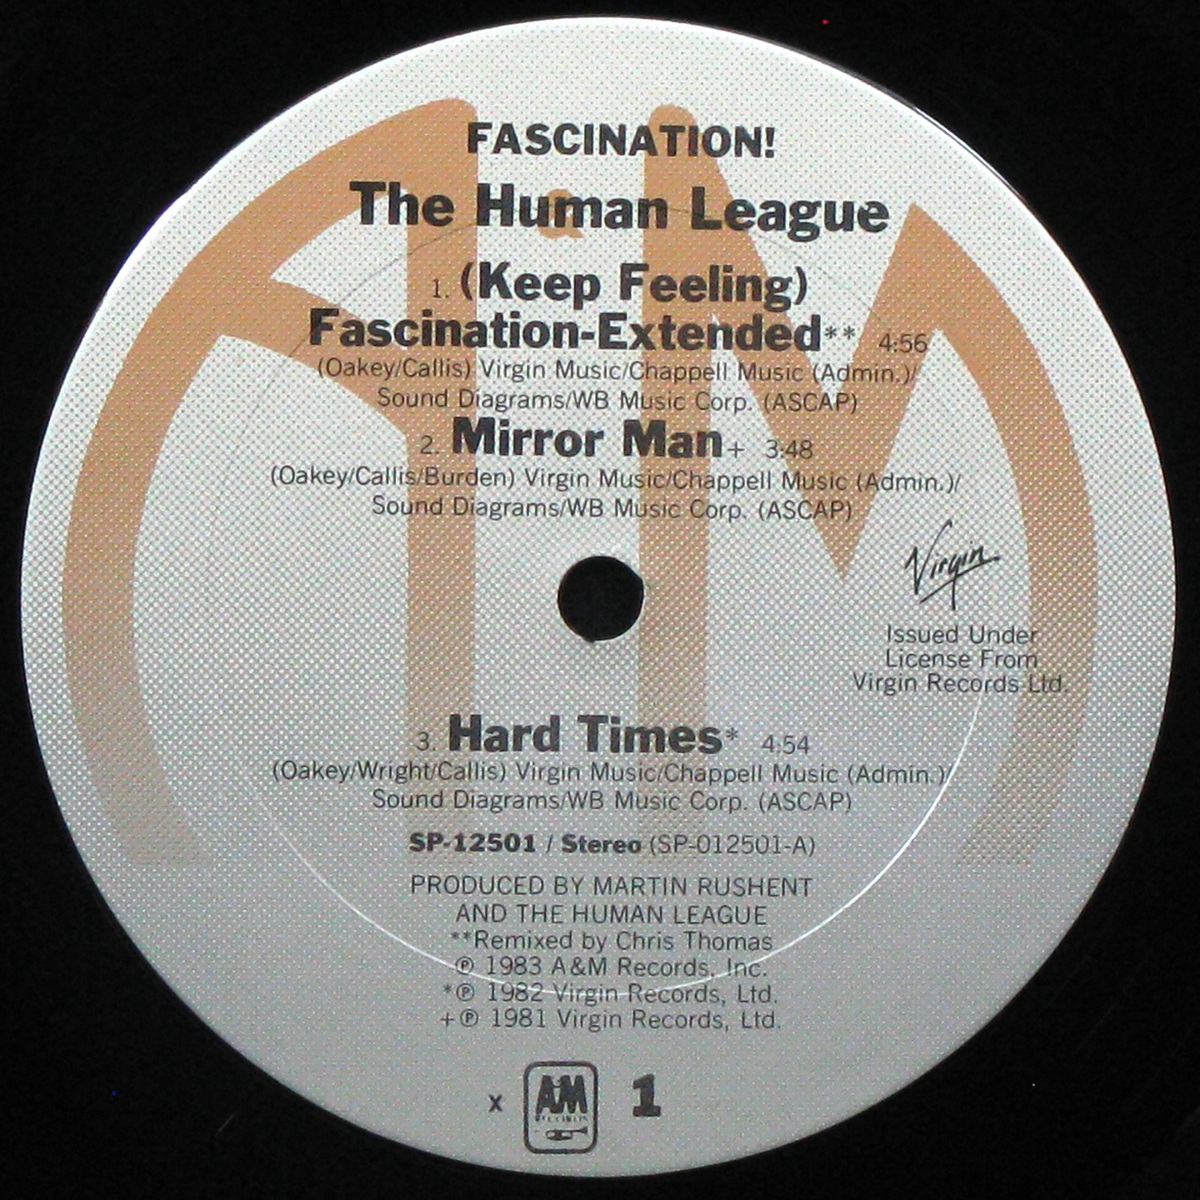 FASCINATION!
The Human League
1. (Keep Feeling)
Fascination-Extended** 4:56
(Oakey/Callis) Virgin Music/Chappell Music (Admin.)/
Sound Diagrams/WB Music Corp. (ASCAP)
2. Mirror Man+ 3:48
(Oakey/Callis/Burden) Virgin Music/Chappell Music (Admin.)/
Sound Diagrams/WB Music Corp. (ASCAP)
Virgin
Issued Under
License From
Virgin Records Ltd.
3. Hard Times* 4:54
(Oakey/Wright/Callis) Virgin Music/Chappell Music (Admin.)/
Sound Diagrams/WB Music Corp. (ASCAP)
SP-12501 / Stereo (SP-012501-A)
PRODUCED BY MARTIN RUSHENT
AND THE HUMAN LEAGUE
**Remixed by Chris Thomas
℗ 1983 A&M Records, Inc.
*℗ 1982 Virgin Records, Ltd.
+℗ 1981 Virgin Records, Ltd.
x A&M RECORDS 1